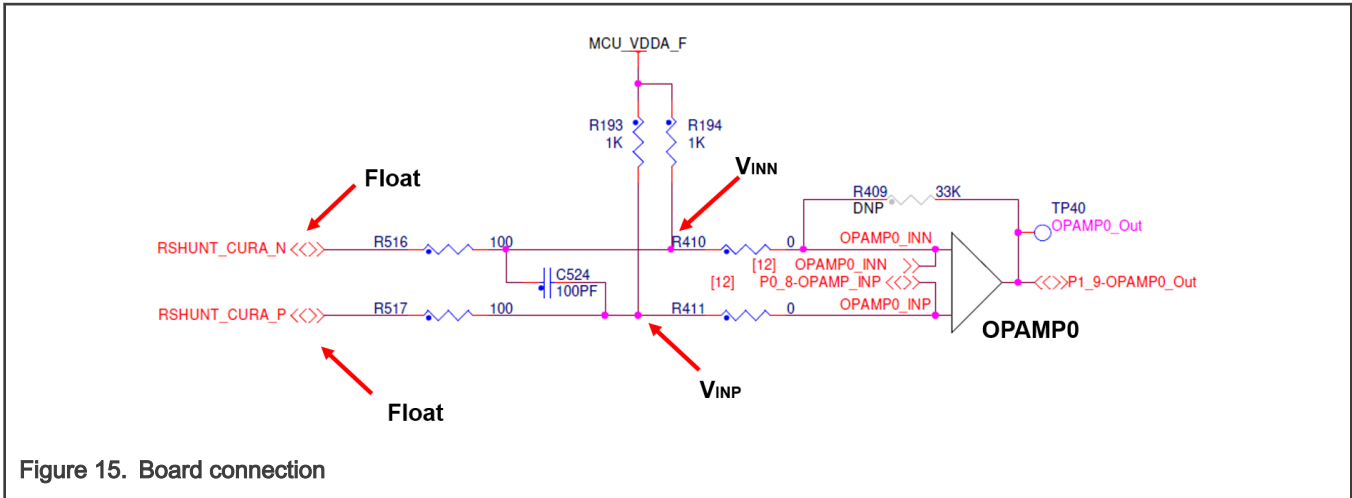 MCU_VDDA_F
R193
1K
R194
1K
VINN
Float
R409
33K
DNP
TP40
OPAMP0_Out
RSHUNT_CURA_N
R516
100
R410
0
OPAMP0_INN
[12]
OPAMP0_INN
C524
100PF
[12]
P0_8-OPAMP_INP
P1_9-OPAMP0_Out
RSHUNT_CURA_P
R517
100
R411
0
OPAMP0_INP
OPAMP0
VINP
Float
Figure 15. Board connection